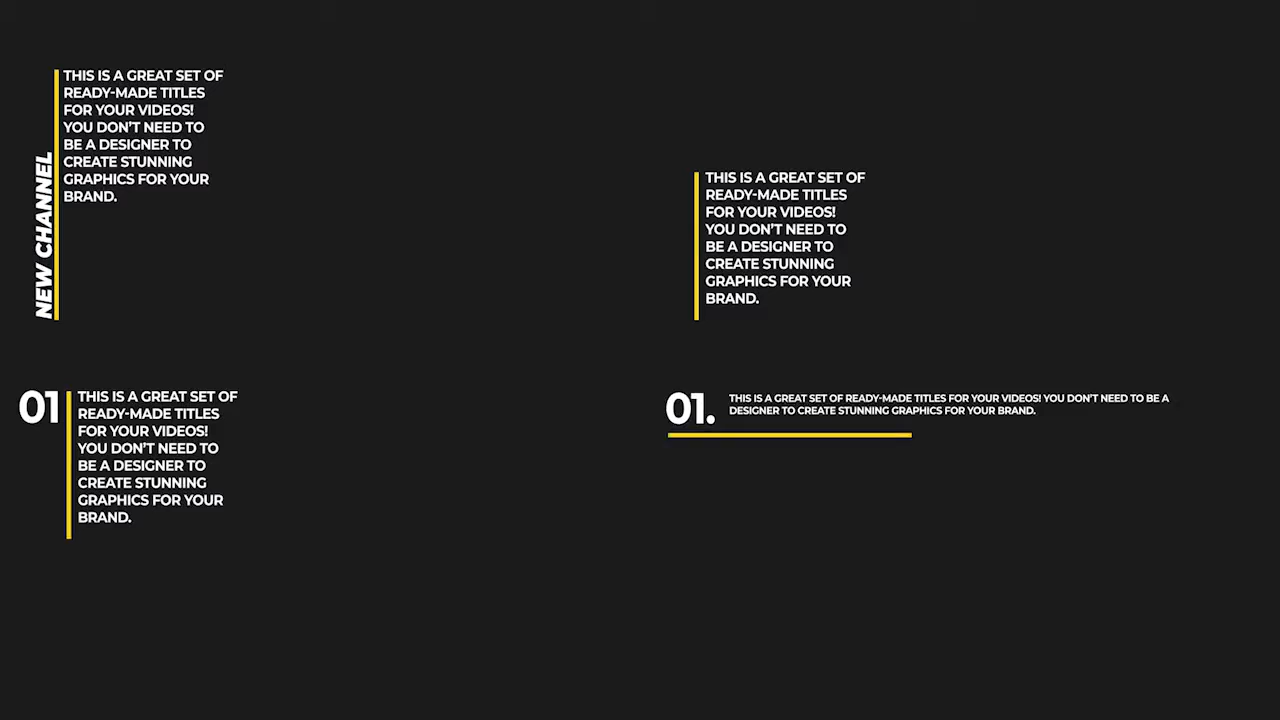 NEW CHANNEL
THIS IS A GREAT SET OF
READY-MADE TITLES
FOR YOUR VIDEOS!
YOU DON'T NEED TO
BE A DESIGNER TO
CREATE STUNNING
GRAPHICS FOR YOUR
BRAND.
THIS IS A GREAT SET OF
READY-MADE TITLES
FOR YOUR VIDEOS!
YOU DON'T NEED TO
BE A DESIGNER TO
CREATE STUNNING
GRAPHICS FOR YOUR
BRAND.
01
THIS IS A GREAT SET OF
READY-MADE TITLES
FOR YOUR VIDEOS!
YOU DON'T NEED TO
BE A DESIGNER TO
CREATE STUNNING
GRAPHICS FOR YOUR
BRAND.
01.
THIS IS A GREAT SET OF READY-MADE TITLES FOR YOUR VIDEOS! YOU DON'T NEED TO BE A
DESIGNER TO CREATE STUNNING GRAPHICS FOR YOUR BRAND.